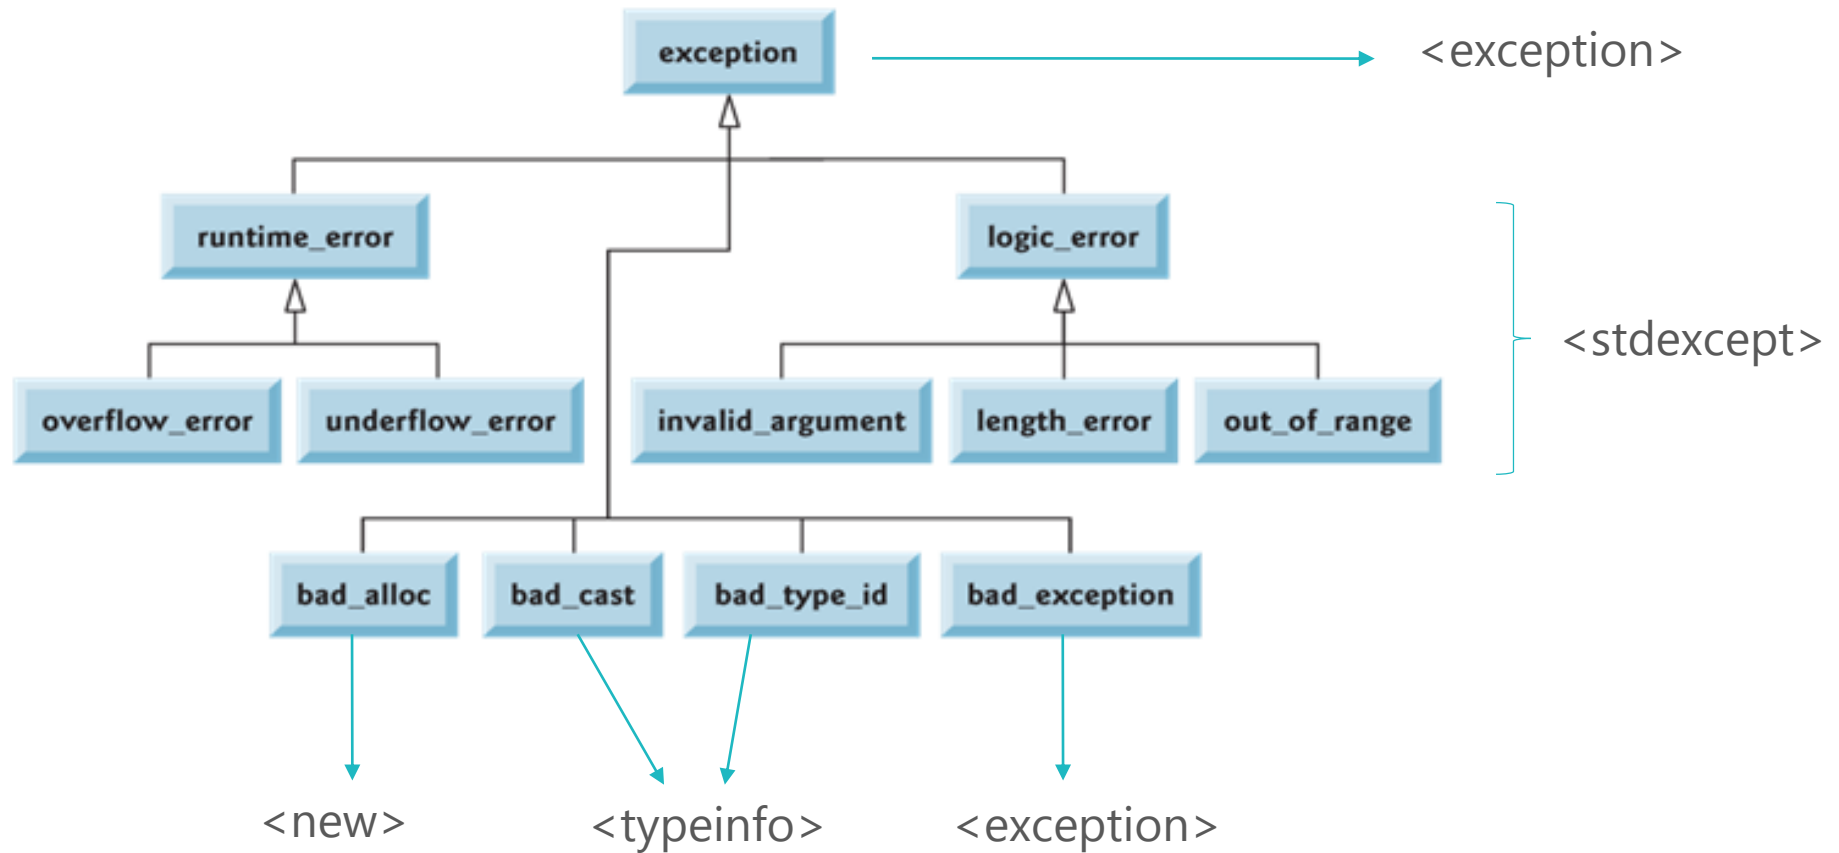 exception
<exception>
runtime_error
logic_error
<stdexcept>
overflow_error
underflow_error
invalid_argument
length_error
out_of_range
bad_alloc
bad_cast
bad_type_id
bad_exception
<new>
<typeinfo>
<exception>